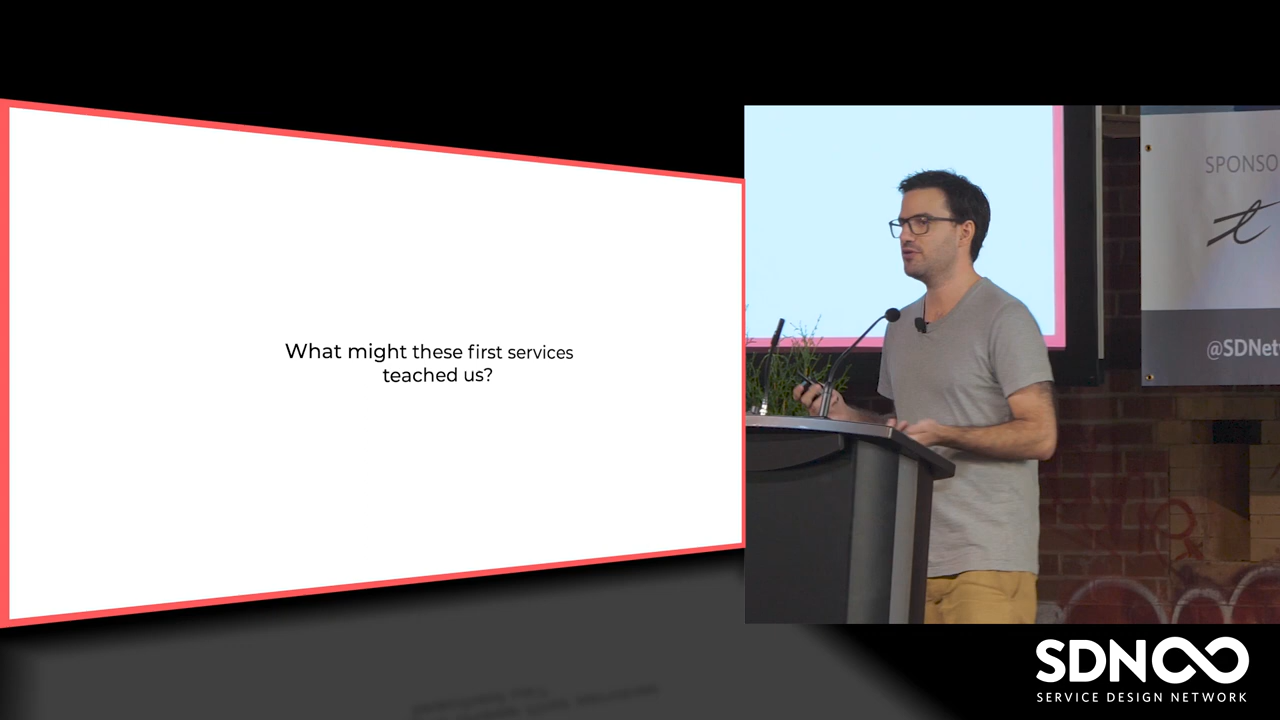 What might these first services
teached us?
SPONSO
@SDNet
SDN
SERVICE DESIGN NETWORK